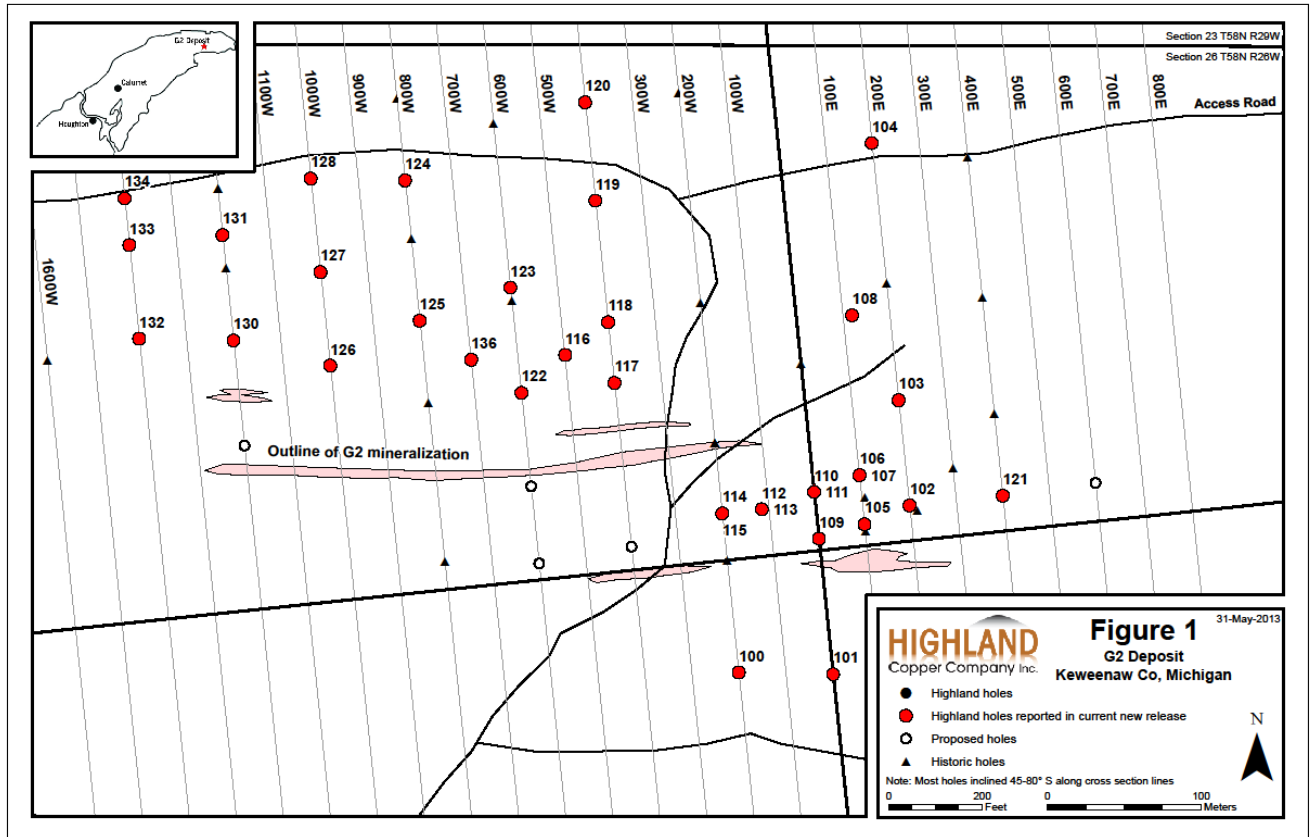 G2 Deposit
Calumet
Houghton
Section 23 T58N R29W
Section 26 T58N R26W
Access Road
1600W
1100W
1000W
900W
800W
700W
600W
500W
400W
300W
200W
100W
100E
200E
300E
400E
500E
600E
700E
800E
120
104
128
124
134
119
131
133
127
123
118
108
125
132
130
136
116
126
117
122
103
Outline of G2 mineralization
106
107
110
111
121
102
112
113
114
115
105
109
100
101
HIGHLAND
Copper Company Inc.
31-May-2013
Figure 1
G2 Deposit
Keweenaw Co, Michigan
Highland holes
Highland holes reported in current new release
Proposed holes
Historic holes
N
Note: Most holes inclined 45-80° S along cross section lines
0 200
Feet
0 100
Meters